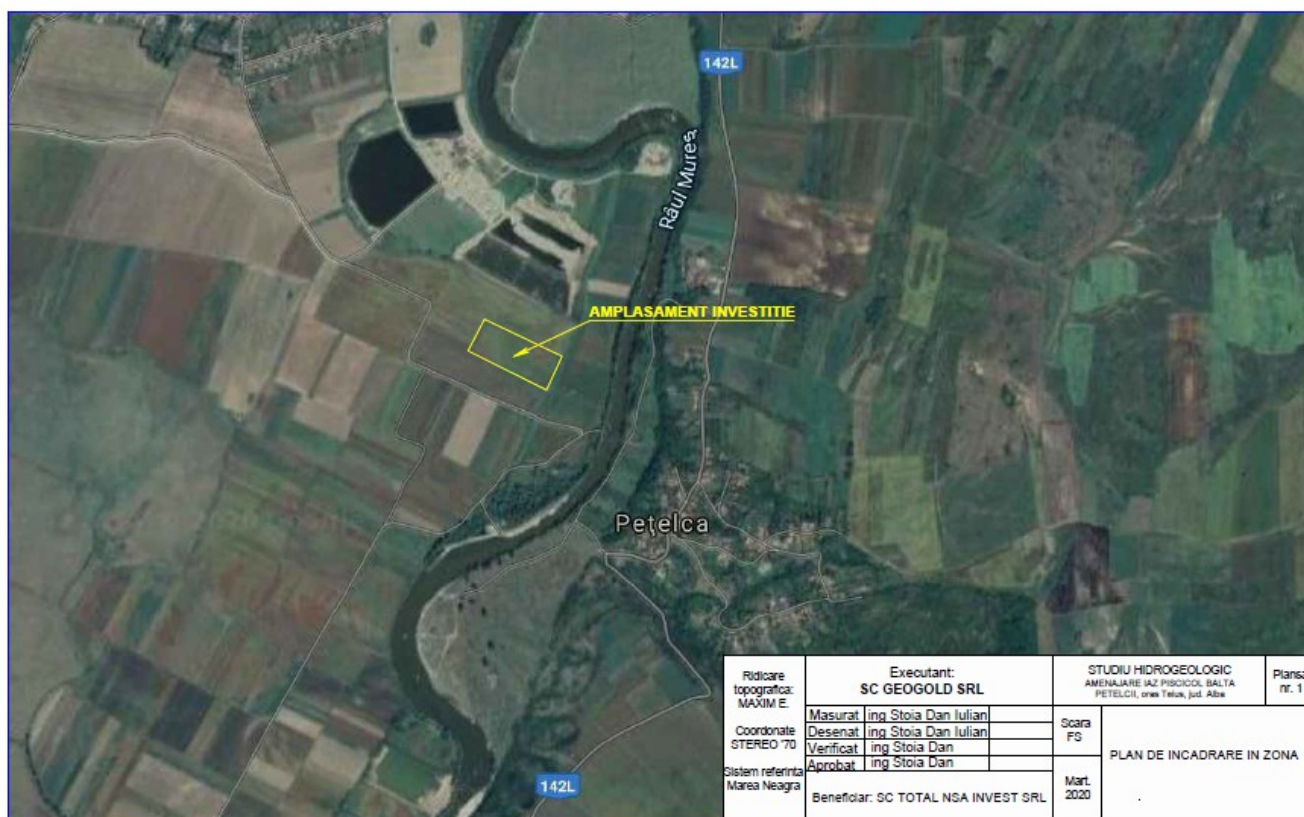 142L
Râul Mureș
AMPLASAMENT INVESTITIE
Pețelca
142L
Ridicare
topografica:
MAXIM E.
Coordonate
STEREO '70
Sistem referinta
Marea Neagra
Executant:
SC GEOGOLD SRL
Masurat ing Stoia Dan Iulian
Desenat ing Stoia Dan Iulian
Verificat ing Stoia Dan
Aprobat ing Stoia Dan
Beneficiar: SC TOTAL NSA INVEST SRL
STUDIU HIDROGEOLOGIC
AMENAJARE IAZ PISCICOL BALTA
PETELCII, oras Teius, jud. Alba
Scara
FS
Mart.
2020
Plansa
nr. 1
PLAN DE INCADRARE IN ZONA